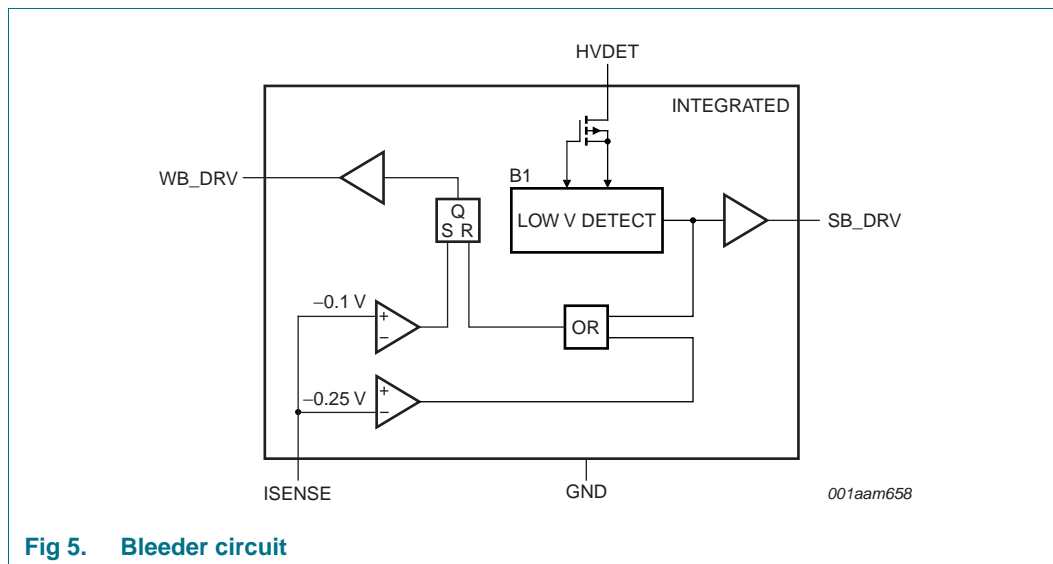 HVDET
INTEGRATED
WB_DRV
B1
Q
S R
LOW V DETECT
SB_DRV
−0.1 V
+
−
OR
−0.25 V
+
−
ISENSE
GND
001aam658
Fig 5. Bleeder circuit